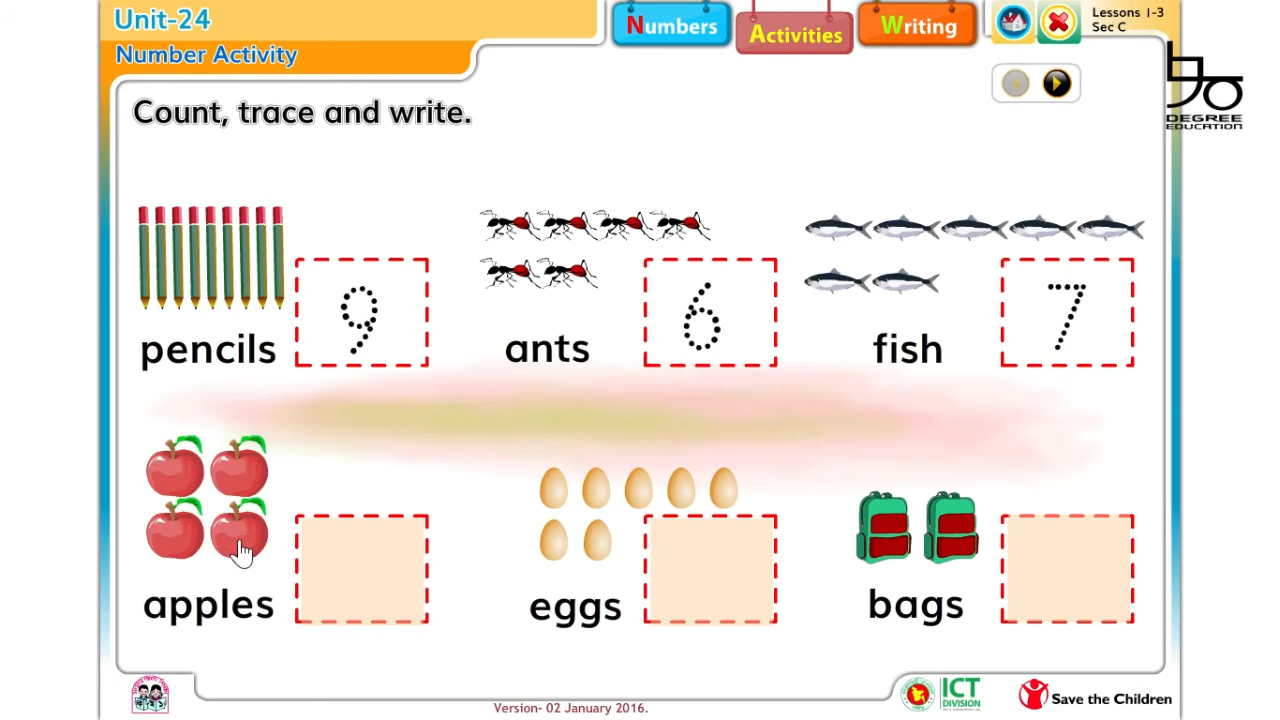 Unit-24
Number Activity
Numbers
Activities
Writing
Lessons 1-3
Sec C
DEGREE
EDUCATION
Count, trace and write.
pencils
9
ants
6
fish
7
apples
eggs
bags
Version- 02 January 2016.
ICT
DIVISION
Save the Children